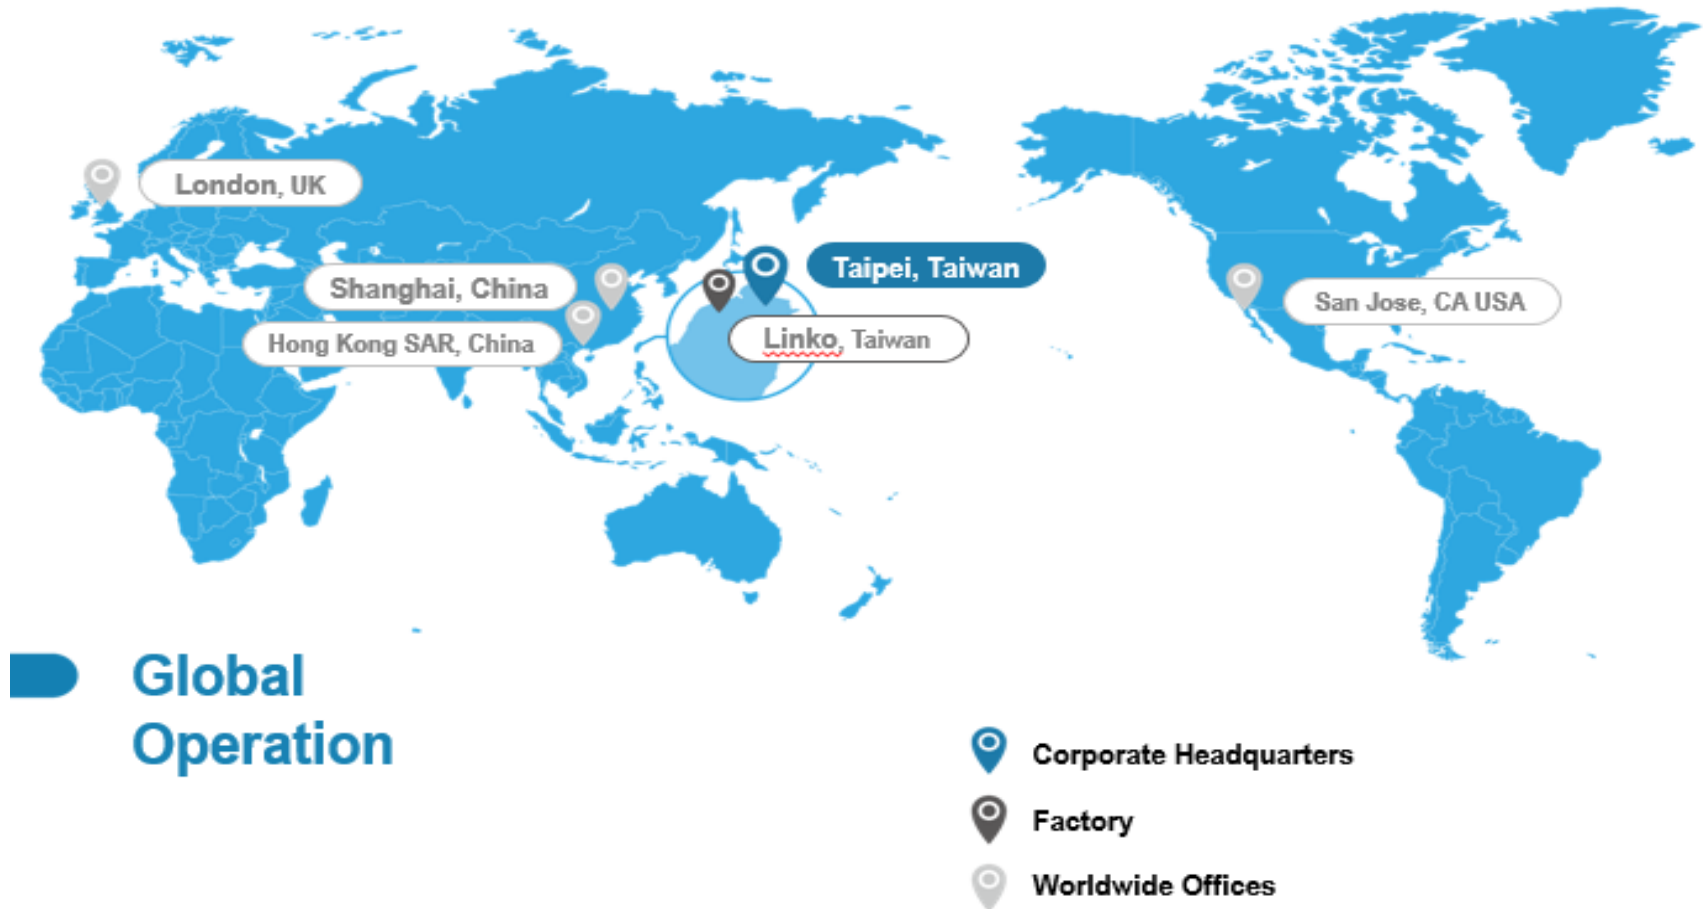 London, UK
Taipei, Taiwan
Shanghai, China
San Jose, CA USA
Hong Kong SAR, China
Linko, Taiwan
Global
Operation
Corporate Headquarters
Factory
Worldwide Offices